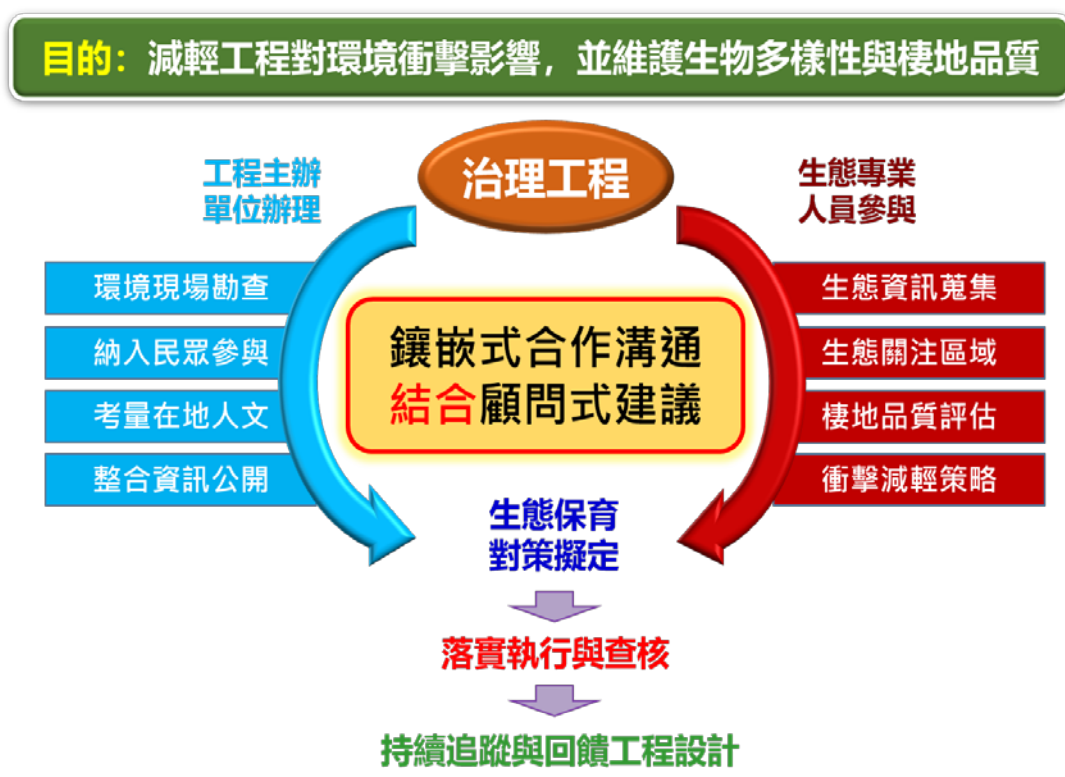 目的：減輕工程對環境衝擊影響，並維護生物多樣性與棲地品質
治理工程
工程主辦
單位辦理
生態專業
人員參與
環境現場勘查
納入民眾參與
考量在地人文
整合資訊公開
鑲嵌式合作溝通
結合顧問式建議
生態資訊蒐集
生態關注區域
棲地品質評估
衝擊減輕策略
生態保育
對策擬定
落實執行與查核
持續追蹤與回饋工程設計